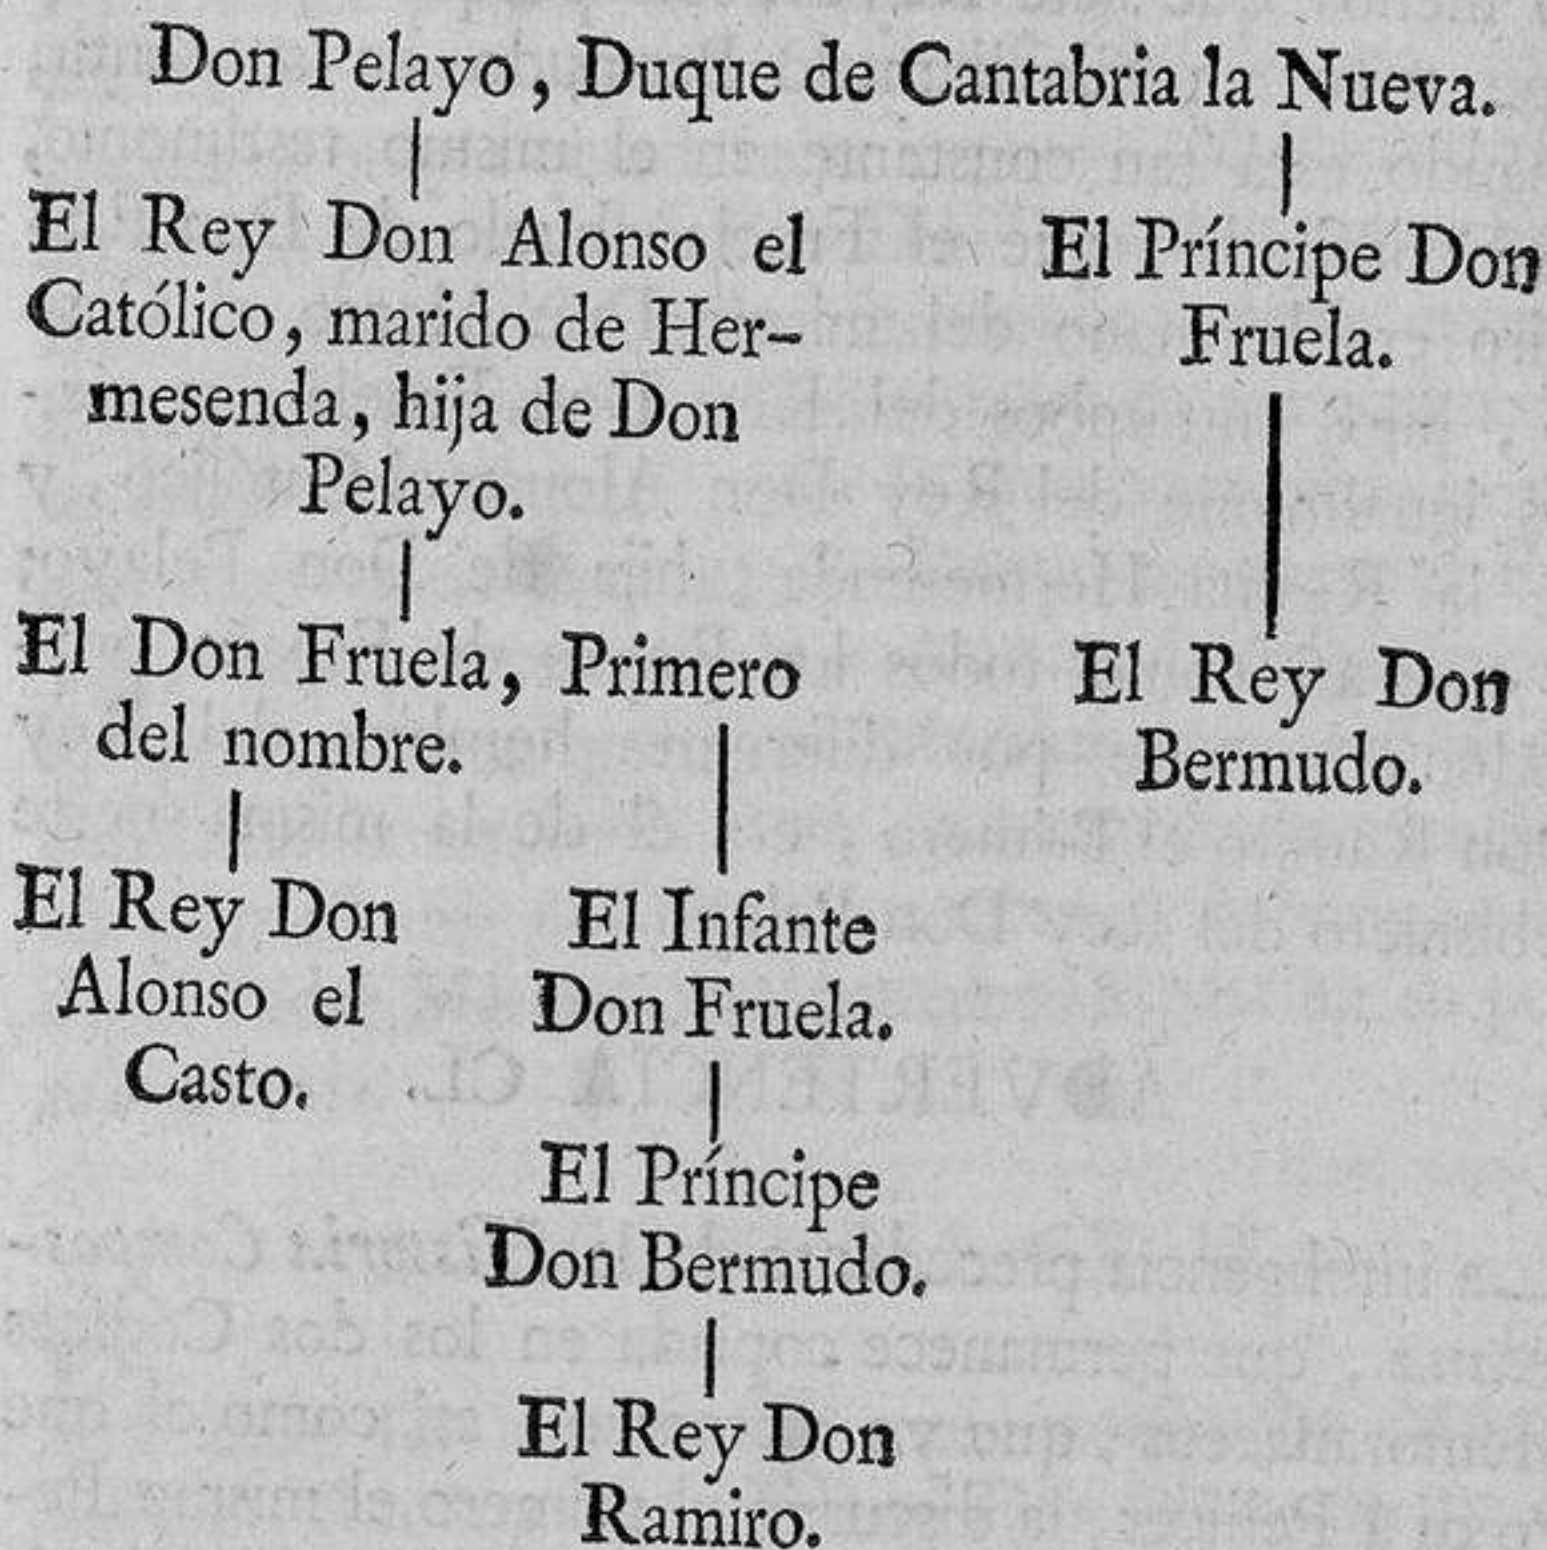 Don Pelayo, Duque de Cantabria la Nueva.
El Rey Don Alonso el
Católico, marido de Her-
mesenda, hija de Don
Pelayo.
El Príncipe Don
Fruela.
El Don Fruela, Primero
del nombre.
El Rey Don
Bermudo.
El Rey Don
Alonso el
Casto.
El Infante
Don Fruela.
El Príncipe
Don Bermudo.
El Rey Don
Ramiro.